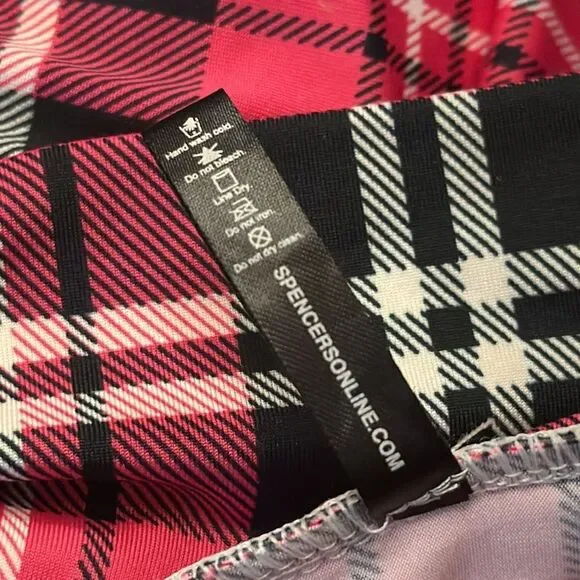 Hand wash cold.
Do not bleach.
Line Dry.
Do not iron.
Do not dry clean.
SPENCERSONLINE.COM